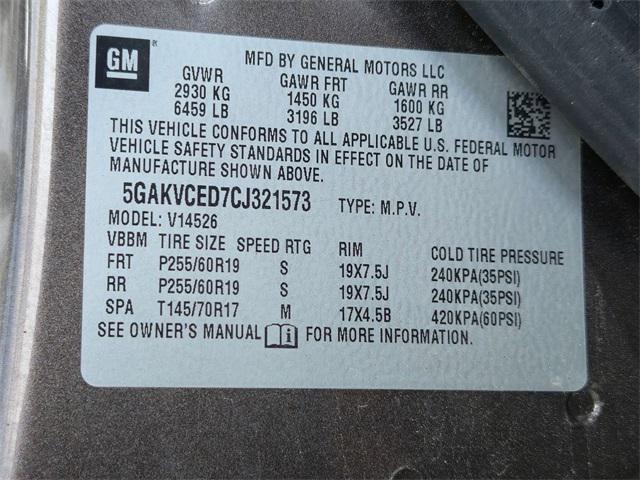 GM ®
MFD BY GENERAL MOTORS LLC
GVWR GAWR FRT GAWR RR
2930 KG 1450 KG 1600 KG
6459 LB 3196 LB 3527 LB
THIS VEHICLE CONFORMS TO ALL APPLICABLE U.S. FEDERAL MOTOR
VEHICLE SAFETY STANDARDS IN EFFECT ON THE DATE OF
MANUFACTURE SHOWN ABOVE.
5GAKVCED7CJ321573 TYPE: M.P.V.
MODEL: V14526
VBBM TIRE SIZE SPEED RTG RIM COLD TIRE PRESSURE
FRT P255/60R19 S 19X7.5J 240KPA(35PSI)
RR P255/60R19 S 19X7.5J 240KPA(35PSI)
SPA T145/70R17 M 17X4.5B 420KPA(60PSI)
SEE OWNER'S MANUAL FOR MORE INFORMATION.